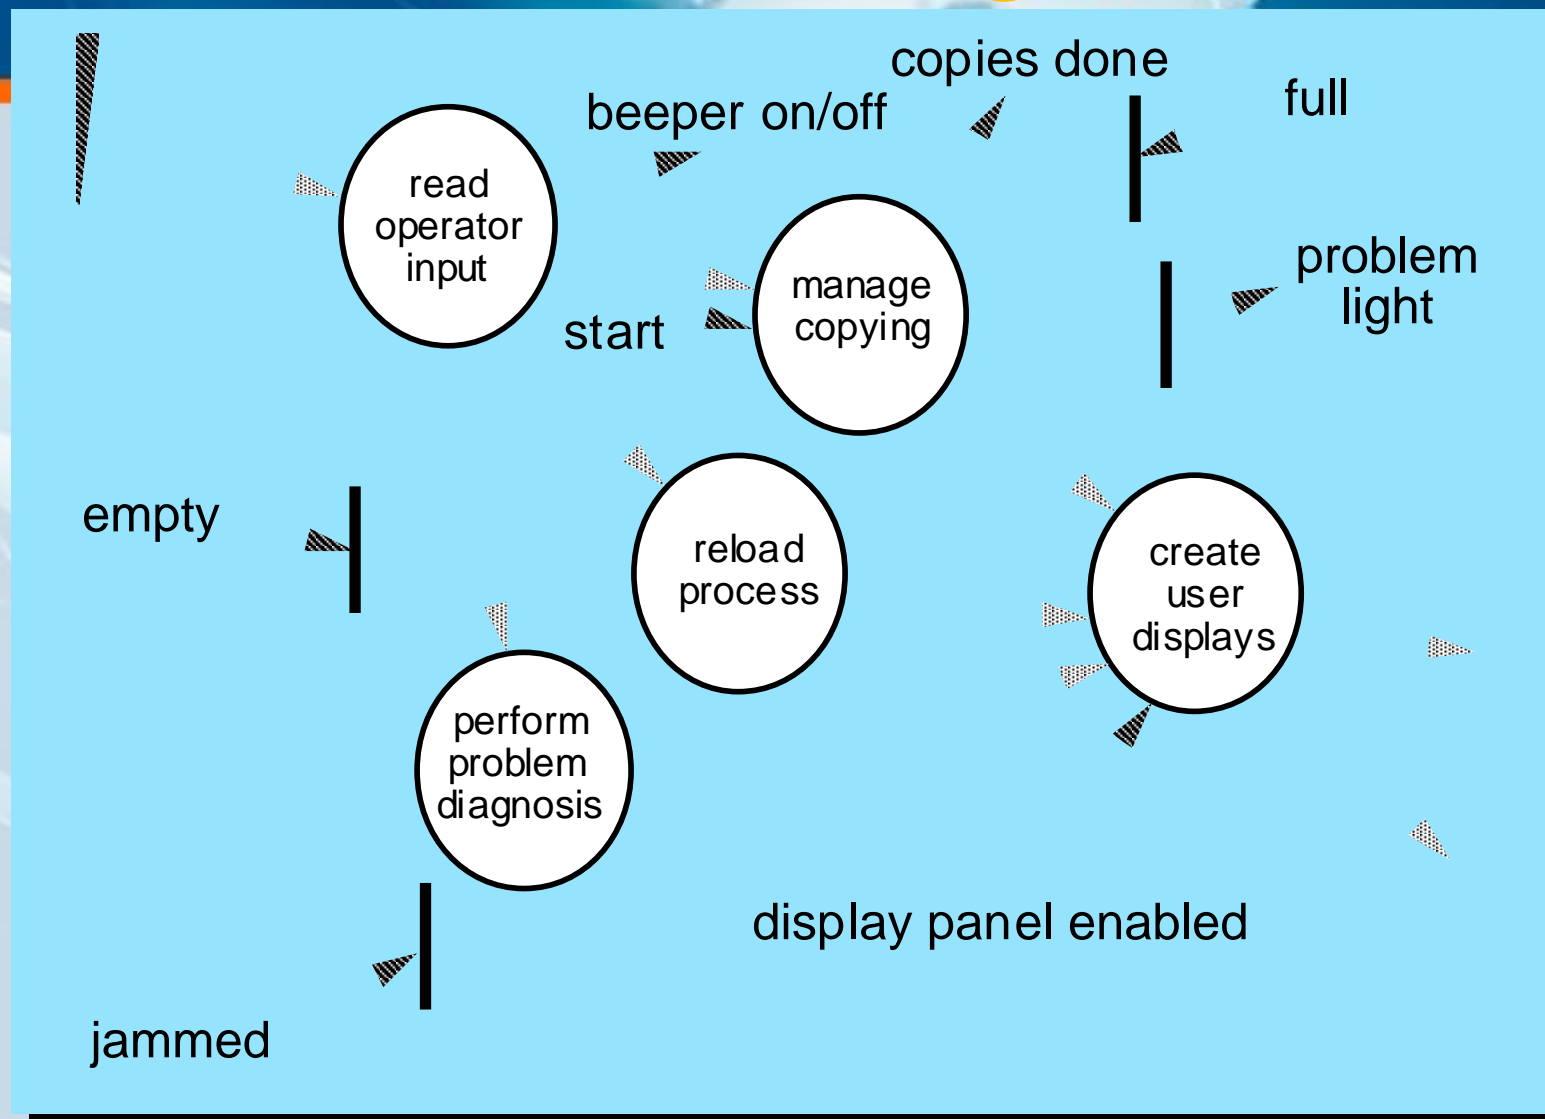 copies done
full
beeper on/off
read
operator
input
problem
light
manage
copying
start
empty
reload
process
create
user
displays
perform
problem
diagnosis
display panel enabled
jammed